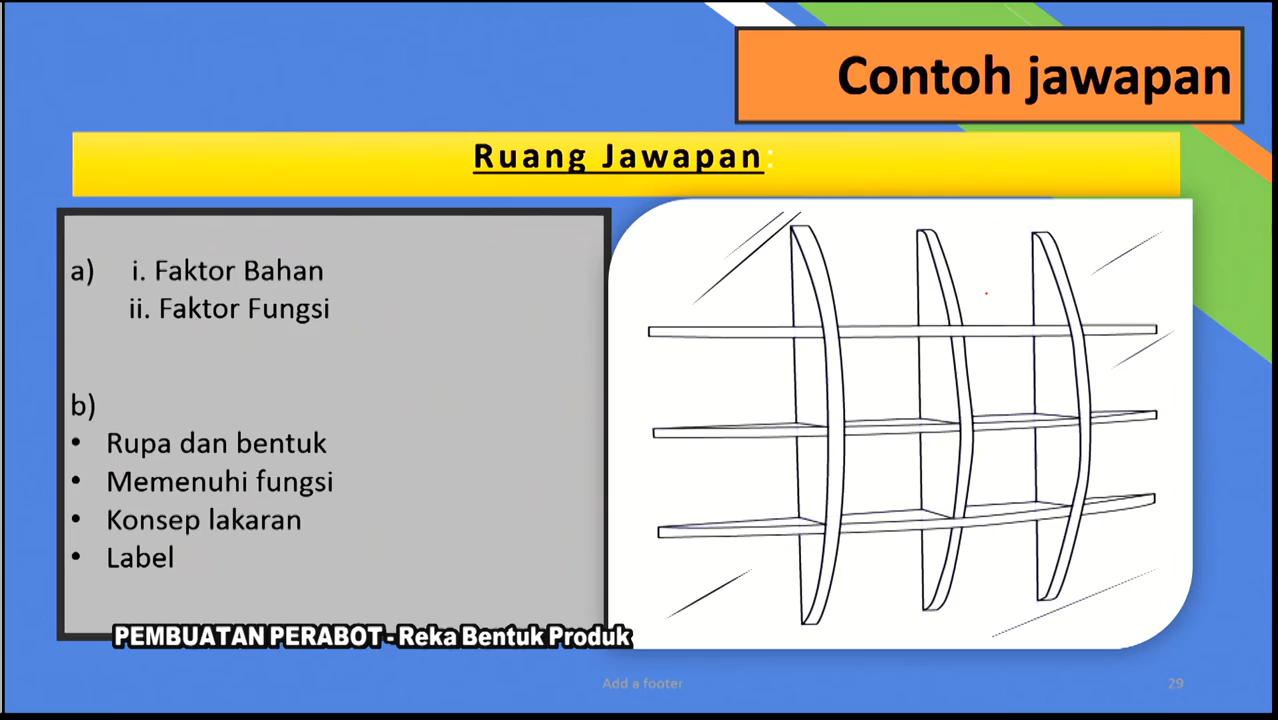 Contoh jawapan
Ruang Jawapan:
a) i. Faktor Bahan
ii. Faktor Fungsi
b)
• Rupa dan bentuk
• Memenuhi fungsi
• Konsep lakaran
• Label
PEMBUATAN PERABOT - Reka Bentuk Produk
Add a footer
29